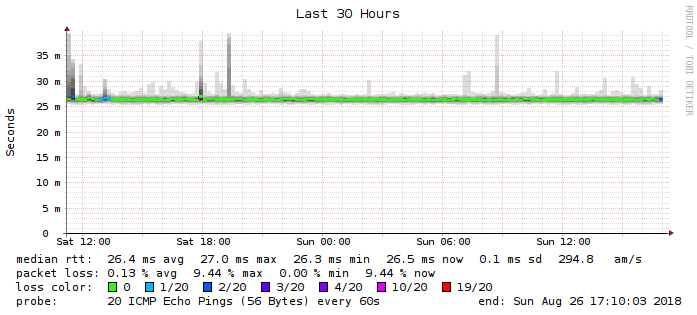 Last 30 Hours
RRDTOOL / TOBI OETIKER
Seconds
35 m
30 m
25 m
20 m
15 m
10 m
5 m
0
Sat 12:00 Sat 18:00 Sun 00:00 Sun 06:00 Sun 12:00
median rtt: 26.4 ms avg 27.0 ms max 26.3 ms min 26.5 ms now 0.1 ms sd 294.8 am/s
packet loss: 0.13 % avg 9.44 % max 0.00 % min 9.44 % now
loss color: 0 1/20 2/20 3/20 4/20 10/20 19/20
probe: 20 ICMP Echo Pings (56 Bytes) every 60s end: Sun Aug 26 17:10:03 2018